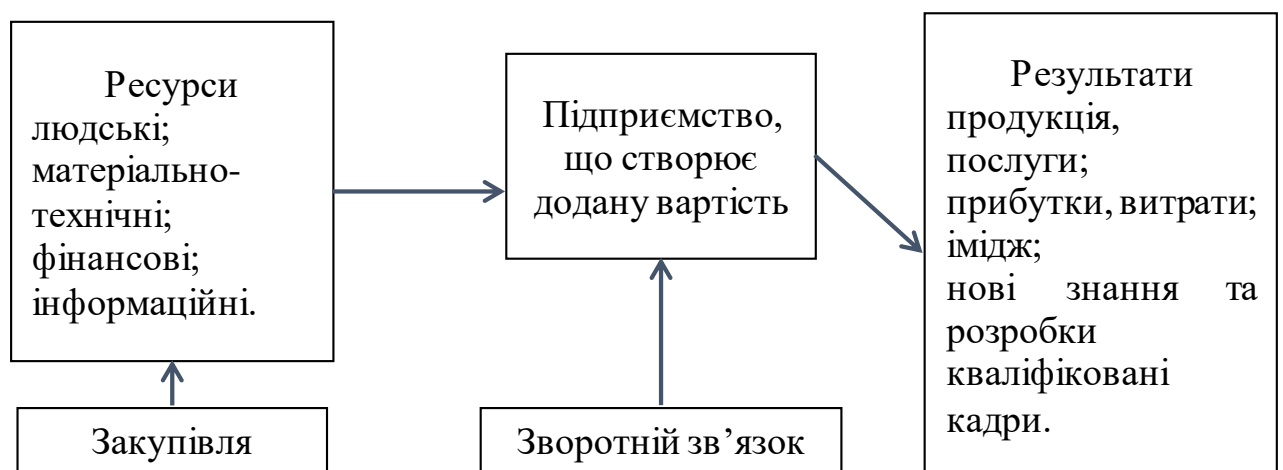 Ресурси
людські;
матеріально-
технічні;
фінансові;
інформаційні.
Закупівля
Підприємство,
що створює
додану вартість
Зворотній зв’язок
Результати
продукція,
послуги;
прибутки, витрати;
імідж;
нові знання та
розробки
кваліфіковані
кадри.